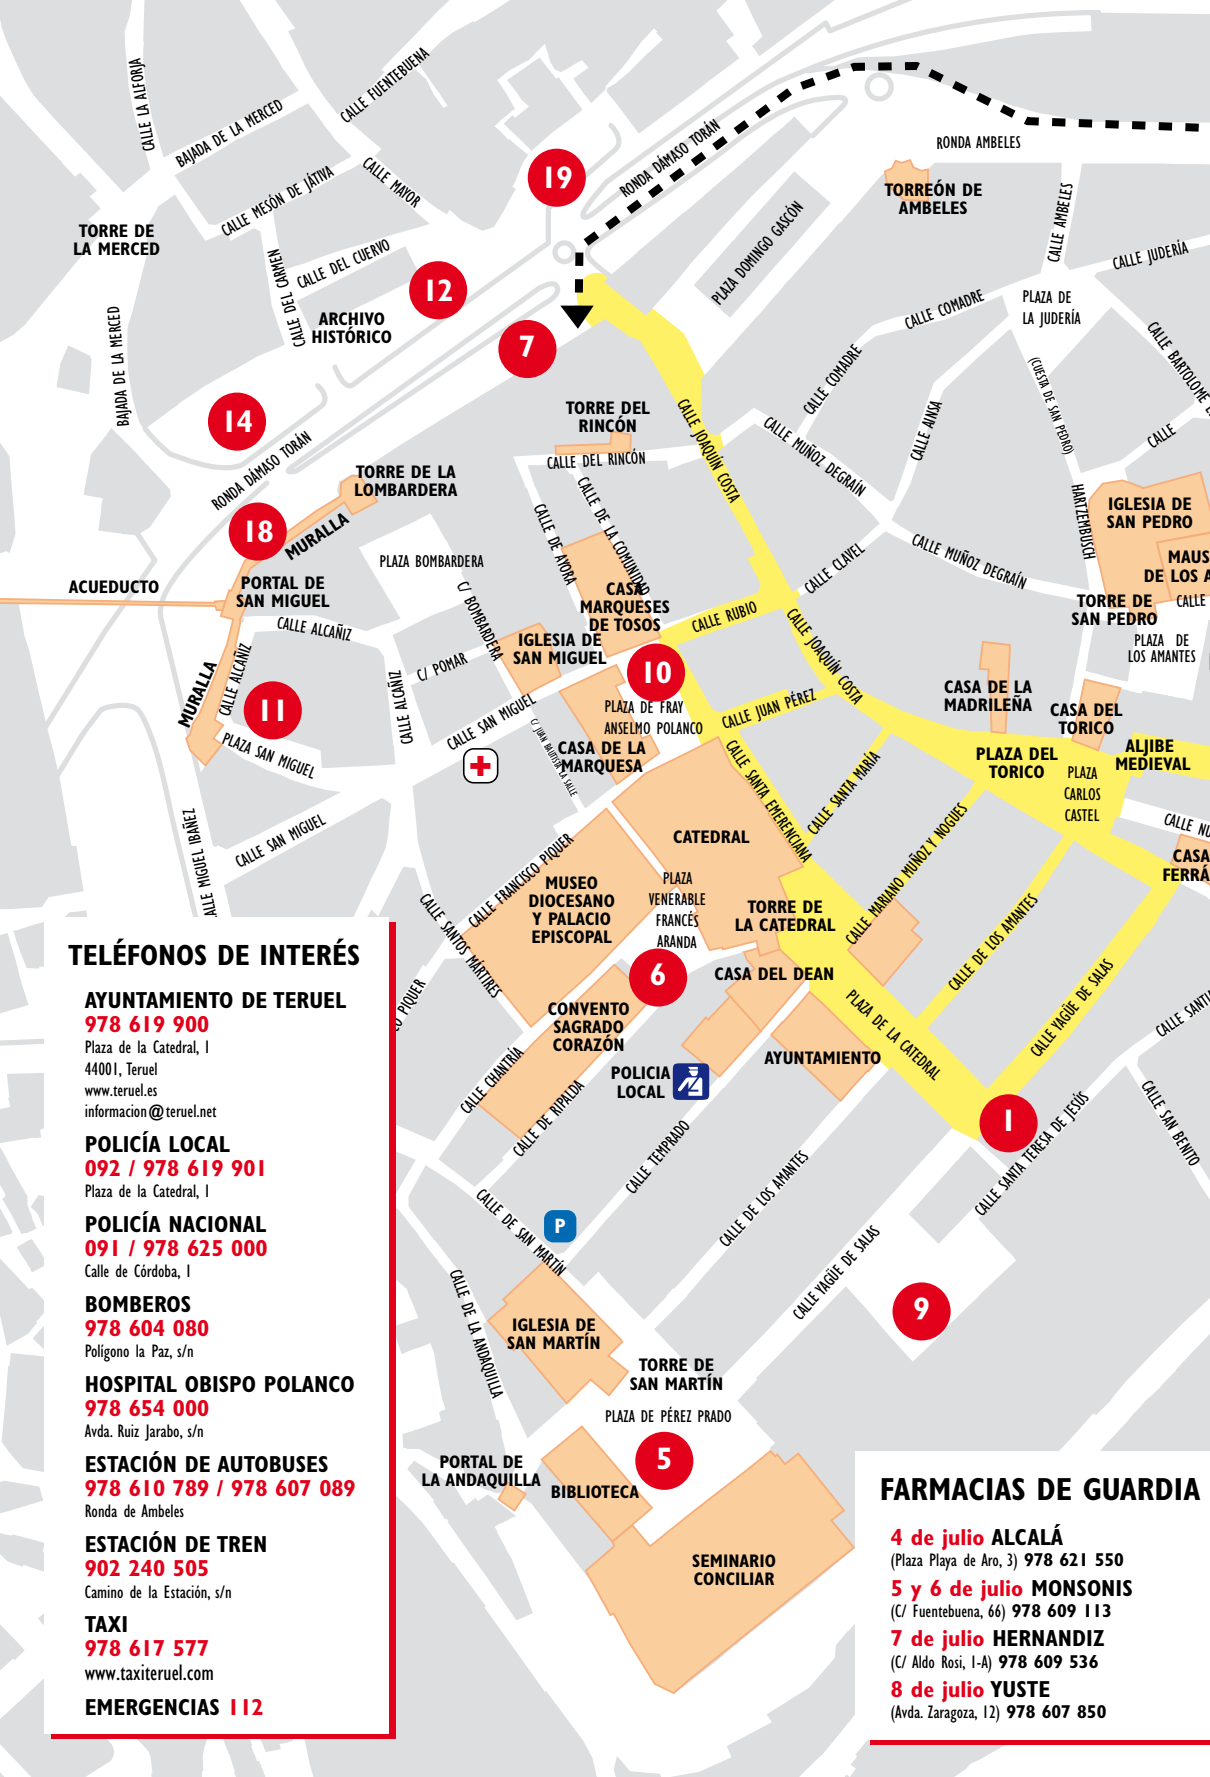 CALLE LA ALFORJA
BAJADA DE LA MERCED
CALLE FUENTEBUENA
CALLE MESÓN DE JÁTIVA
CALLE MAYOR
19
RONDA DÁMASO TORÁN
RONDA AMBELES
TORREÓN DE
AMBELES
TORRE DE
LA MERCED
CALLE DEL CARMEN
CALLE DEL CUERVO
12
ARCHIVO
HISTÓRICO
7
PLAZA DOMINGO GASCÓN
CALLE AMBELES
CALLE JUDERÍA
CALLE COMADRE
PLAZA DE
LA JUDERÍA
BAJADA DE LA MERCED
CALLE COMADRE
(CUESTA DE SAN PEDRO)
CALLE BARTOLOME E
14
RONDA DÁMASO TORÁN
TORRE DEL
RINCÓN
CALLE DEL RINCÓN
CALLE JOAQUÍN COSTA
CALLE MUÑOZ DEGRAÍN
CALLE AINSA
CALLE
TORRE DE LA
LOMBARDERA
18
MURALLA
CALLE DE AYORA
CALLE DE LA COMUNIDAD
HARTZEMBUSCH
IGLESIA DE
SAN PEDRO
PLAZA BOMBARDERA
CALLE CLAVEL
CALLE MUÑOZ DEGRAÍN
MAUS
DE LOS A
ACUEDUCTO
PORTAL DE
SAN MIGUEL
C/ BOMBARDERA
CASA
MARQUESES
DE TOSOS
CALLE RUBIO
CALLE JOAQUÍN COSTA
TORRE DE
SAN PEDRO
CALLE
CALLE ALCAÑIZ
IGLESIA DE
SAN MIGUEL
PLAZA DE
LOS AMANTES
MURALLA
CALLE ALCAÑIZ
CALLE ALCAÑIZ
C/ POMAR
10
11
CALLE SAN MIGUEL
PLAZA DE FRAY
ANSELMO POLANCO
CALLE JUAN PÉREZ
CASA DE LA
MADRILEÑA
CASA DEL
TORICO
PLAZA SAN MIGUEL
C/ JUAN BAUTISTA LA SALLE
CASA DE LA
MARQUESA
CALLE SANTA EMERENCIANA
CALLE SANTA MARÍA
PLAZA DEL
TORICO
PLAZA
CARLOS
CASTEL
ALJIBE
MEDIEVAL
CALLE MIGUEL IBAÑEZ
CALLE SAN MIGUEL
CATEDRAL
CALLE MARIANO MUÑOZ Y NOGUES
CALLE NU
CASA
FERRÁ
CALLE FRANCISCO PIQUER
MUSEO
DIOCESANO
Y PALACIO
EPISCOPAL
PLAZA
VENERABLE
FRANCÉS
ARANDA
TORRE DE
LA CATEDRAL
CALLE SANTOS MÁRTIRES
6
CASA DEL DEAN
CALLE DE LOS AMANTES
CALLE YAGÜE DE SALAS
CALLE SANTIA
CO PIQUER
CONVENTO
SAGRADO
CORAZÓN
PLAZA DE LA CATEDRAL
CALLE CHANTRÍA
POLICIA
LOCAL
AYUNTAMIENTO
CALLE DE RIPALDA
CALLE TEMPRADO
1
CALLE SANTA TERESA DE JESÚS
CALLE SAN BENITO
CALLE DE SAN MARTÍN
P
CALLE DE LOS AMANTES
CALLE YAGÜE DE SALAS
9
CALLE DE LA ANDAQUILLA
IGLESIA DE
SAN MARTÍN
TORRE DE
SAN MARTÍN
PLAZA DE PÉREZ PRADO
5
PORTAL DE
LA ANDAQUILLA
BIBLIOTECA
SEMINARIO
CONCILIAR
TELÉFONOS DE INTERÉS
AYUNTAMIENTO DE TERUEL
978 619 900
Plaza de la Catedral, 1
44001, Teruel
www.teruel.es
informacion@teruel.net
POLICÍA LOCAL
092 / 978 619 901
Plaza de la Catedral, 1
POLICÍA NACIONAL
091 / 978 625 000
Calle de Córdoba, 1
BOMBEROS
978 604 080
Polígono la Paz, s/n
HOSPITAL OBISPO POLANCO
978 654 000
Avda. Ruiz Jarabo, s/n
ESTACIÓN DE AUTOBUSES
978 610 789 / 978 607 089
Ronda de Ambeles
ESTACIÓN DE TREN
902 240 505
Camino de la Estación, s/n
TAXI
978 617 577
www.taxiteruel.com
EMERGENCIAS 112
FARMACIAS DE GUARDIA
4 de julio ALCALÁ
(Plaza Playa de Aro, 3) 978 621 550
5 y 6 de julio MONSONIS
(C/ Fuentebuena, 66) 978 609 113
7 de julio HERNANDIZ
(C/ Aldo Rosi, 1-A) 978 609 536
8 de julio YUSTE
(Avda. Zaragoza, 12) 978 607 850